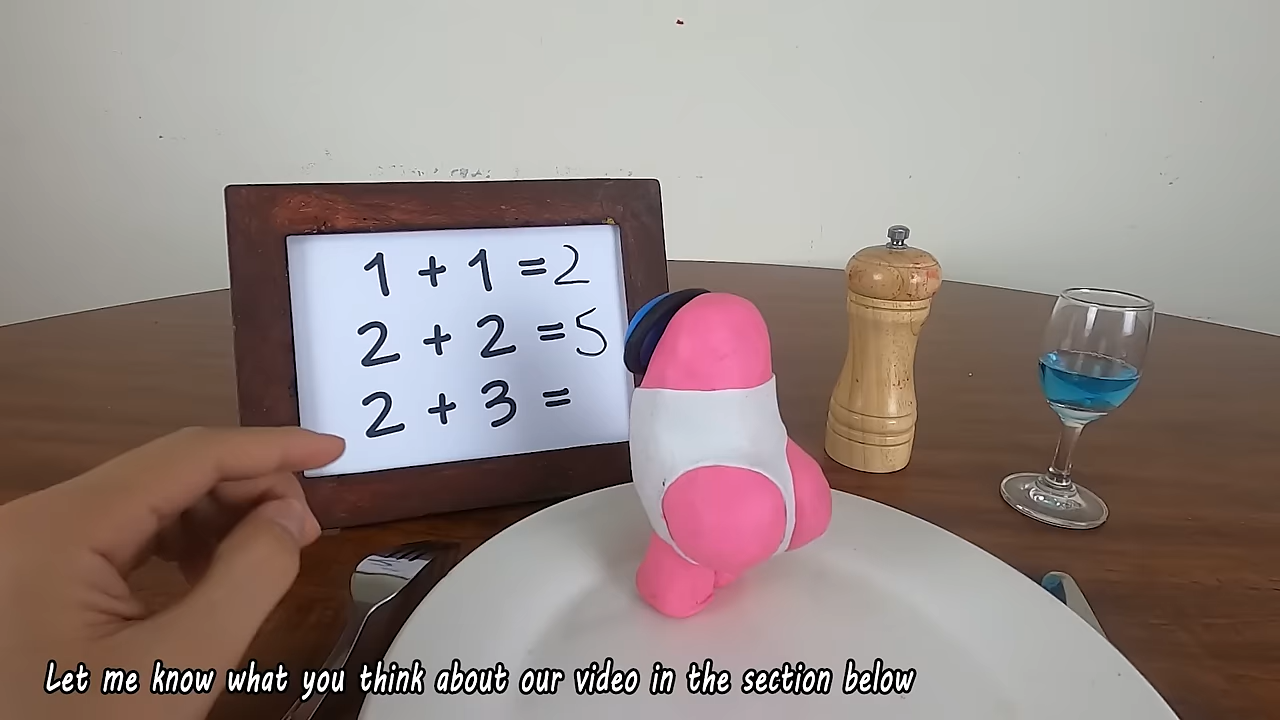 1 + 1 = 2
2 + 2 = 5
2 + 3 =
Let me know what you think about our video in the section below